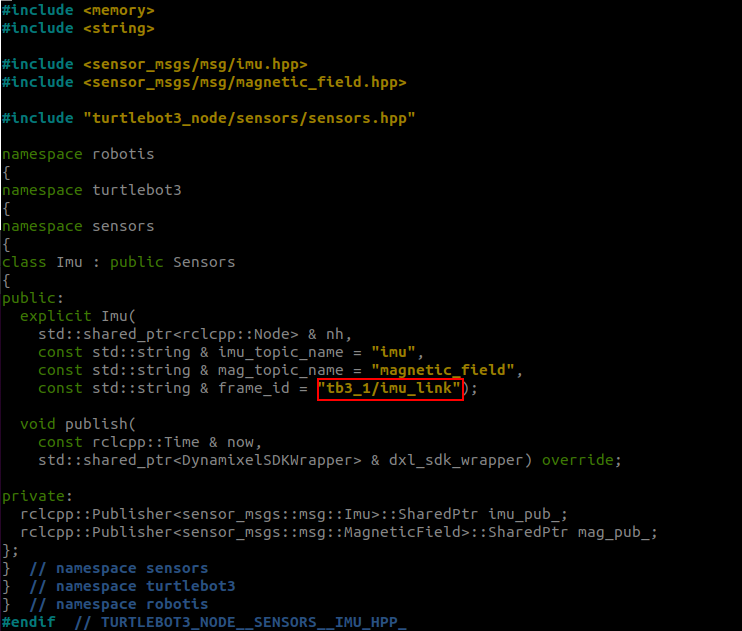 #include <memory>
#include <string>
#include <sensor_msgs/msg/imu.hpp>
#include <sensor_msgs/msg/magnetic_field.hpp>
#include "turtlebot3_node/sensors/sensors.hpp"
namespace robotis
{
namespace turtlebot3
{
namespace sensors
{
class Imu : public Sensors
{
public:
  explicit Imu(
    std::shared_ptr<rclcpp::Node> & nh,
    const std::string & imu_topic_name = "imu",
    const std::string & mag_topic_name = "magnetic_field",
    const std::string & frame_id = "tb3_1/imu_link");
  void publish(
    const rclcpp::Time & now,
    std::shared_ptr<DynamixelSDKWrapper> & dxl_sdk_wrapper) override;
private:
  rclcpp::Publisher<sensor_msgs::msg::Imu>::SharedPtr imu_pub_;
  rclcpp::Publisher<sensor_msgs::msg::MagneticField>::SharedPtr mag_pub_;
};
}  // namespace sensors
}  // namespace turtlebot3
}  // namespace robotis
#endif  // TURTLEBOT3_NODE__SENSORS__IMU_HPP_